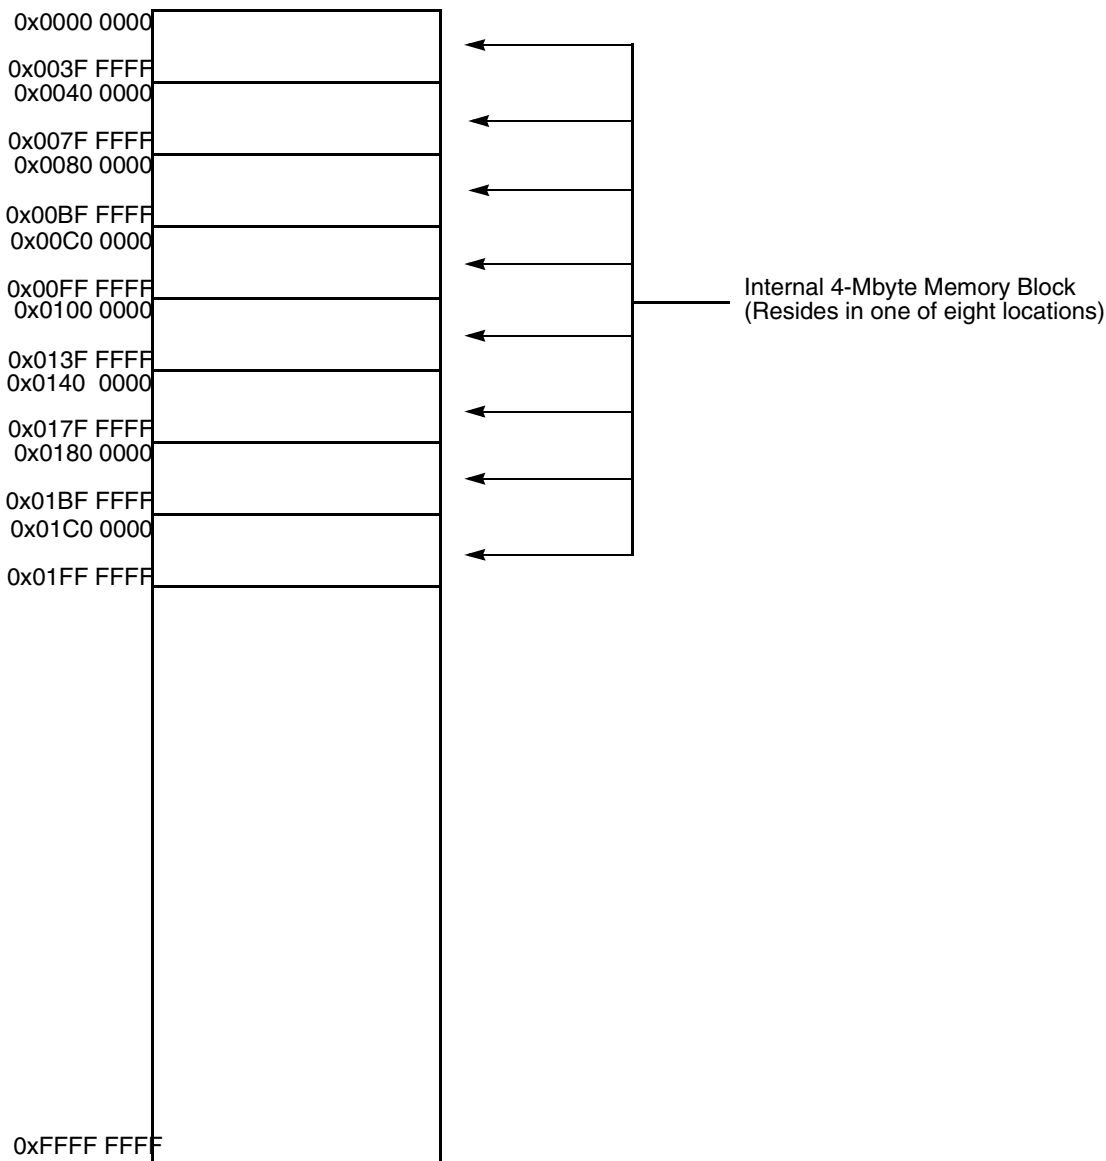 0x0000 0000
0x003F FFFF
0x0040 0000
0x007F FFFF
0x0080 0000
0x00BF FFFF
0x00C0 0000
0x00FF FFFF
0x0100 0000
0x013F FFFF
0x0140  0000
0x017F FFFF
0x0180 0000
0x01BF FFFF
0x01C0 0000
0x01FF FFFF
0xFFFF FFFF
Internal 4-Mbyte Memory Block
(Resides in one of eight locations)